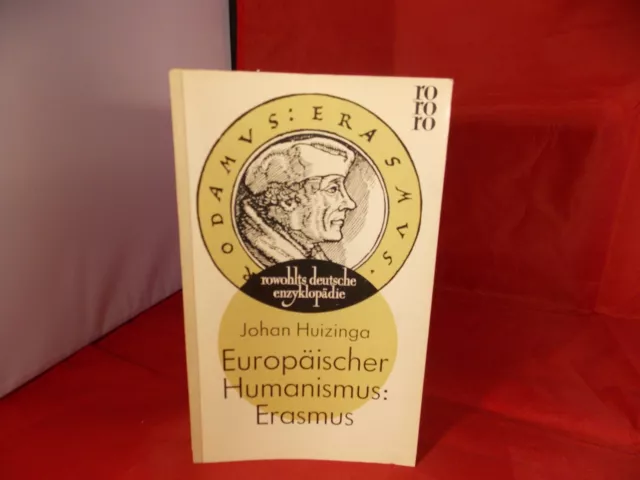 ro
ro
ro
RODAMVS: ERASMVS.
rowohlts deutsche
enzyklopädie
Johan Huizinga
Europäischer
Humanismus:
Erasmus